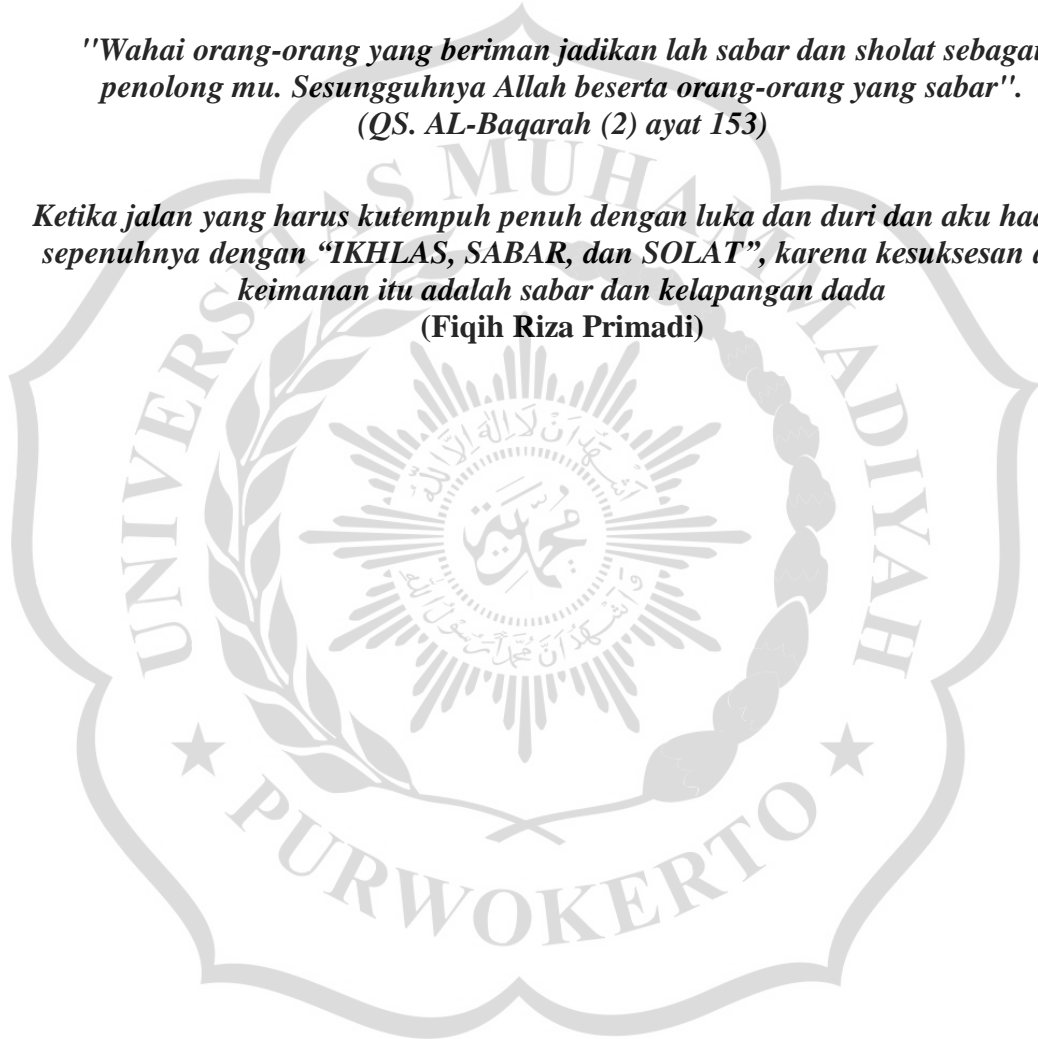 "Wahai orang-orang yang beriman jadikan lah sabar dan sholat sebagai
penolong mu. Sesungguhnya Allah beserta orang-orang yang sabar".
(QS. AL-Baqarah (2) ayat 153)
Ketika jalan yang harus kutempuh penuh dengan luka dan duri dan aku
sepenuhnya dengan “IKHLAS, SABAR, dan SOLAT”, karena kesuksesan
keimanan itu adalah sabar dan kelapangan dada
(Fiqih Riza Primadi)
UNIVERSITAS MUHAMMADIYAH
اَشْهَدُ اَنْ لَا اِلٰهَ اِلَّا اللّٰهُ
محمدية
وَاَشْهَدُ اَنَّ مُحَمَّدًا رَسُوْلُ اللّٰهِ
PURWOKERTO